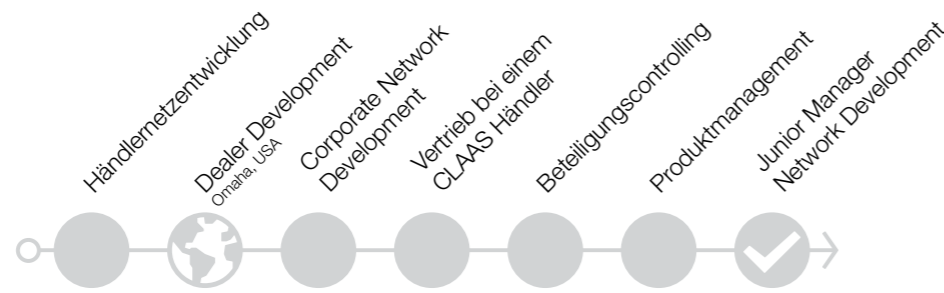 Händlernetzentwicklung
Dealer Development
Omaha, USA
Corporate Network
Development
Vertrieb bei einem
CLAAS Händler
Beteiligungscontrolling
Produktmanagement
Junior Manager
Network Development